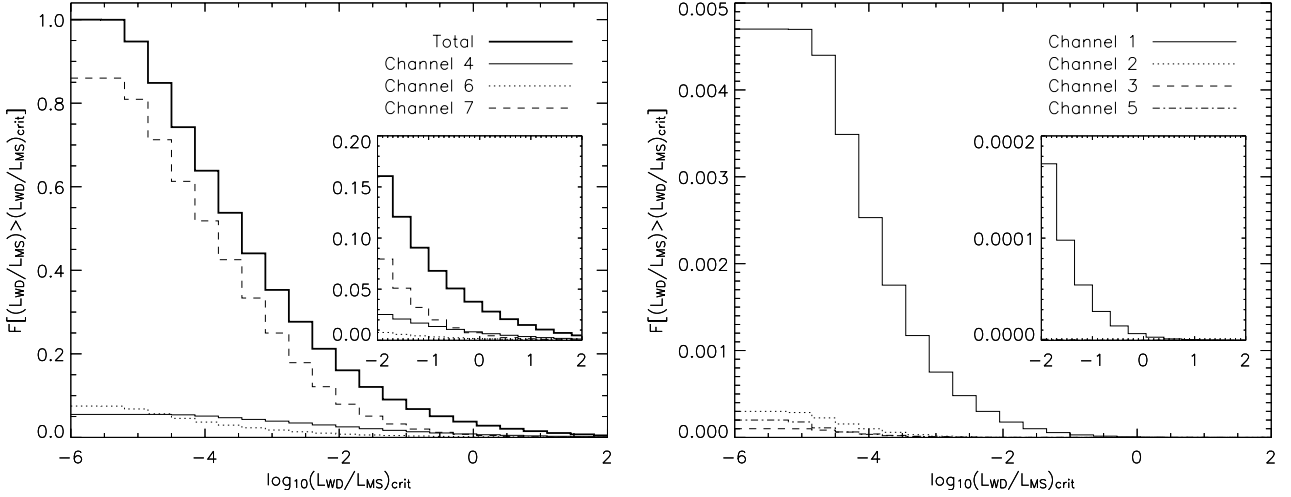 1.0
0.8
0.6
0.4
0.2
0.0
F[(L_WD/L_MS)>(L_WD/L_MS)_crit]
Total
Channel 4
Channel 6
Channel 7
0.20
0.15
0.10
0.05
0.00
-2 -1 0 1 2
-6 -4 -2 0 2
log10(L_WD/L_MS)_crit
0.005
0.004
0.003
0.002
0.001
0.000
F[(L_WD/L_MS)>(L_WD/L_MS)_crit]
Channel 1
Channel 2
Channel 3
Channel 5
0.0002
0.0001
0.0000
-2 -1 0 1 2
-6 -4 -2 0 2
log10(L_WD/L_MS)_crit